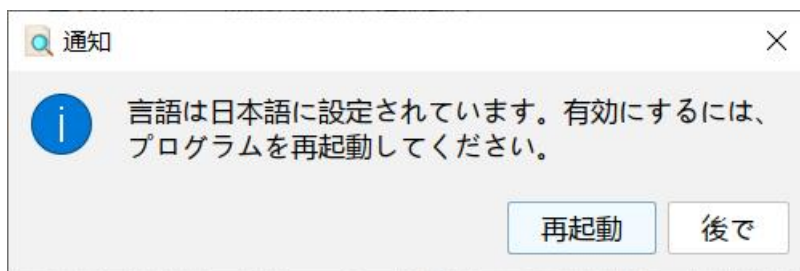 通知
言語は日本語に設定されています。有効にするには、
プログラムを再起動してください。
再起動
後で